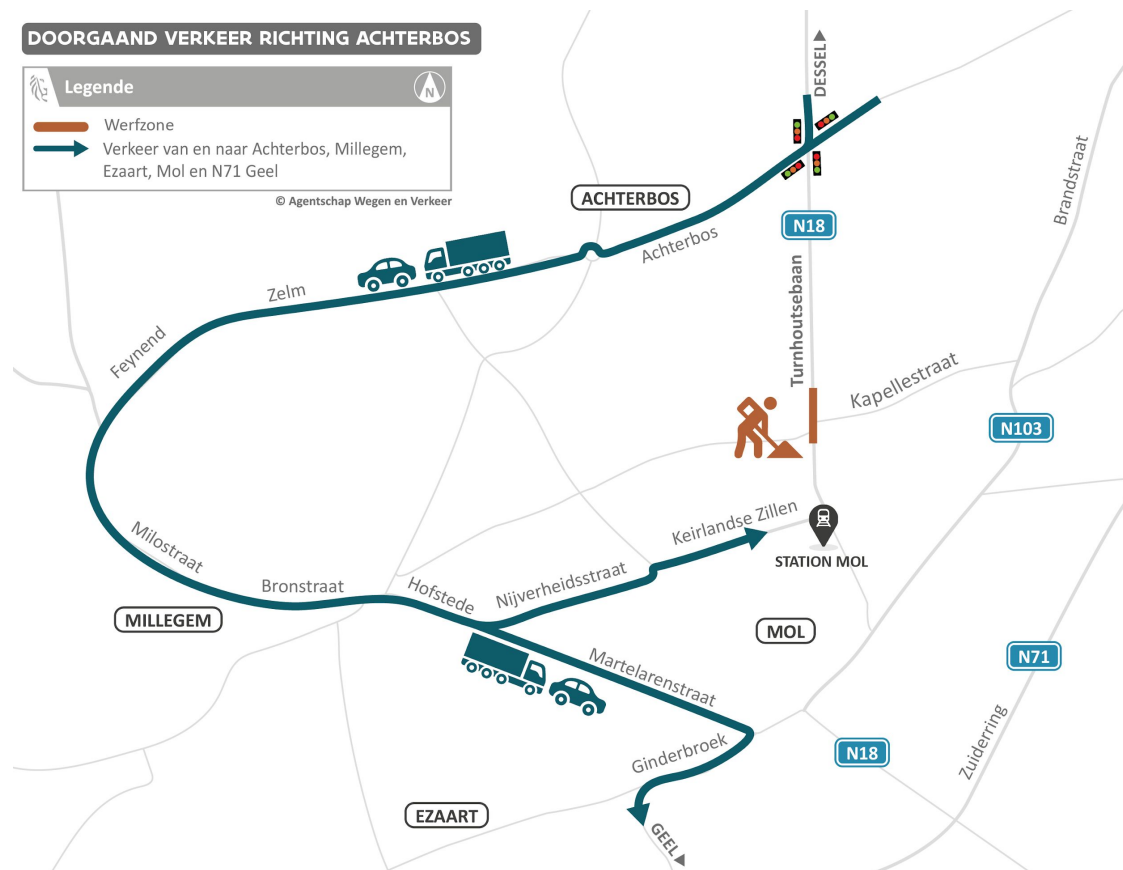 DOORGAAND VERKEER RICHTING ACHTERBOS
Legende
N
Werfzone
Verkeer van en naar Achterbos, Millegem,
Ezaart, Mol en N71 Geel
© Agentschap Wegen en Verkeer
DESSEL
Brandstraat
ACHTERBOS
N18
Achterbos
Zelm
Turnhoutsebaan
Feynend
Kapellestraat
N103
Keirlandse Zillen
Milostraat
STATION MOL
Bronstraat
Hofstede
Nijverheidsstraat
MILLEGEM
MOL
N71
Martelarenstraat
Zuiderring
Ginderbroek
N18
EZAART
GEEL